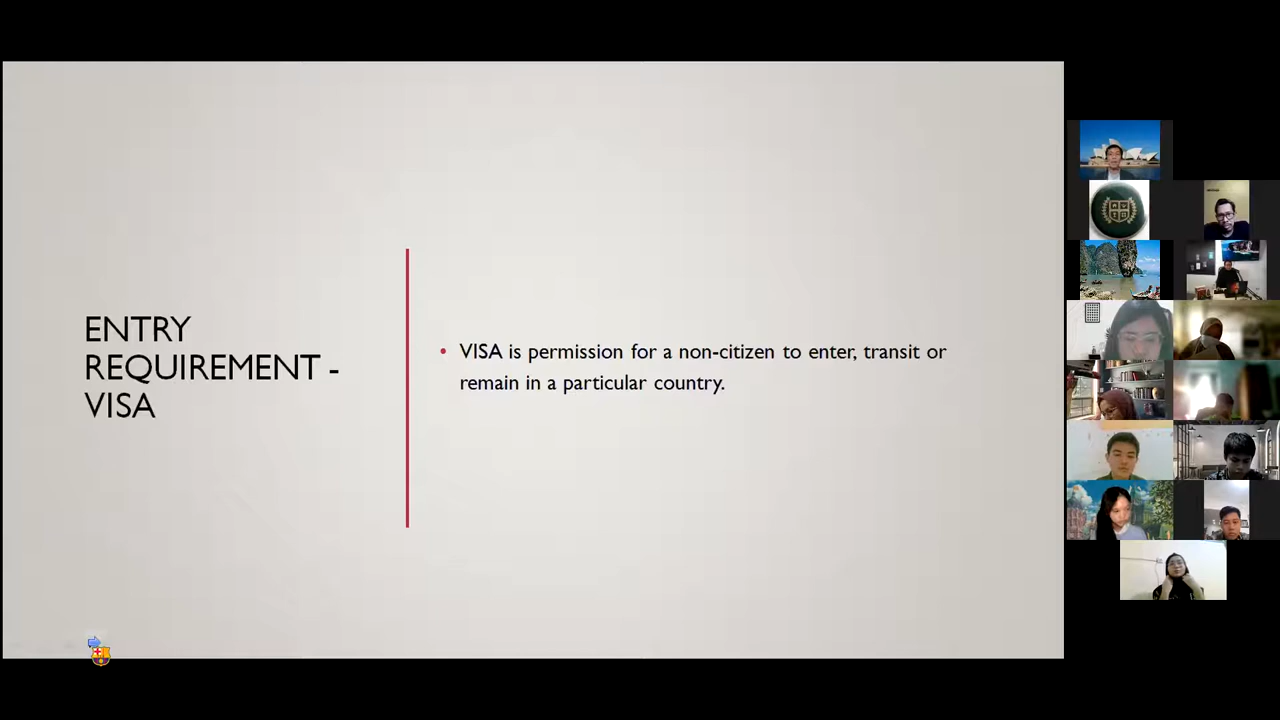 ENTRY
REQUIREMENT -
VISA
• VISA is permission for a non-citizen to enter, transit or
remain in a particular country.